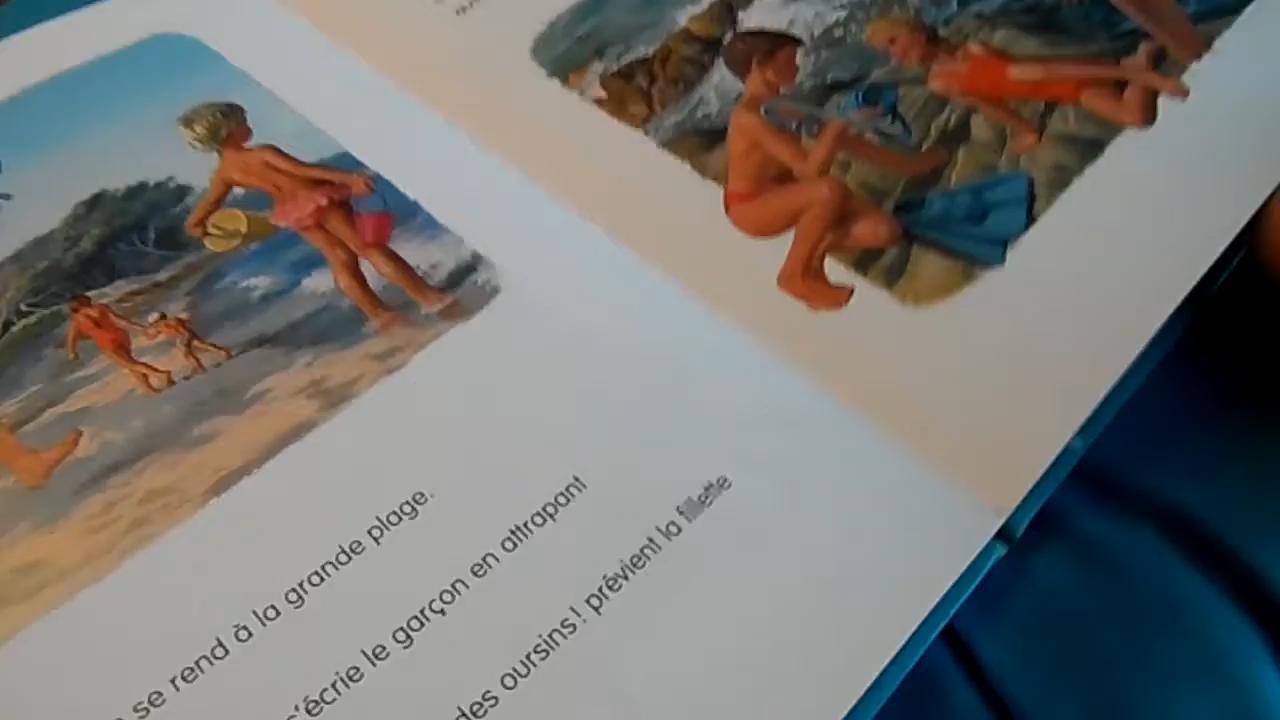 se rend à la grande plage.
s'écrie le garçon en attrapant
des oursins ! prévient la fillette